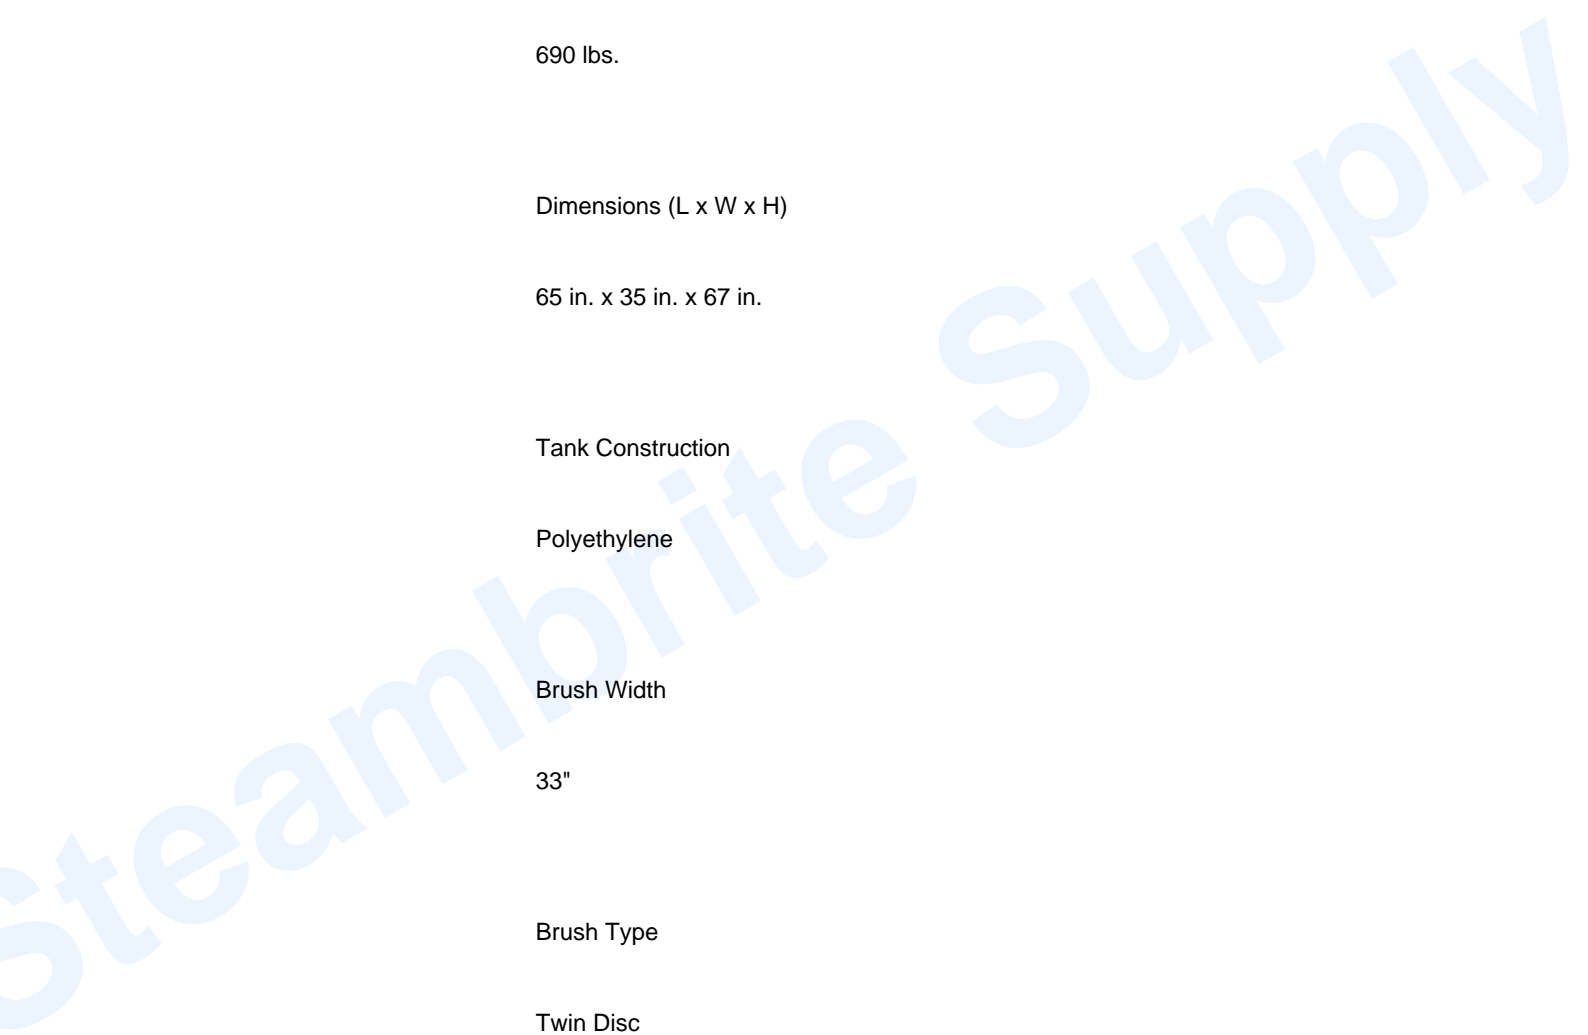 690 lbs.
Dimensions (L x W x H)
65 in. x 35 in. x 67 in.
Tank Construction
Polyethylene
Brush Width
33"
Brush Type
Twin Disc
Steambrite Supply